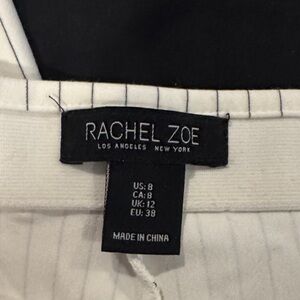 RACHEL ZOE
LOS ANGELES NEW YORK
US: 8
CA: 8
UK: 12
EU: 38
MADE IN CHINA